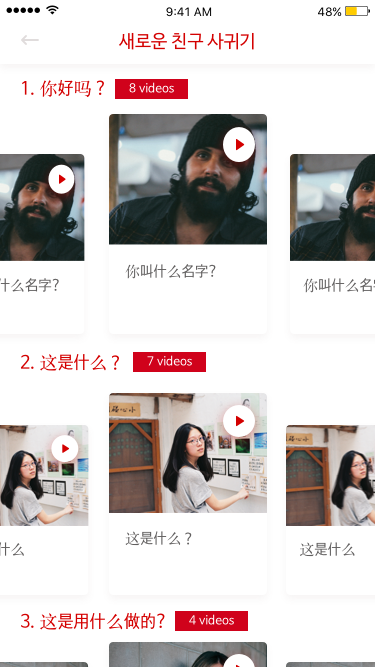 9:41 AM 48%
새로운 친구 사귀기
1. 你好吗？ 8 videos
什么名字? 你叫什么名字? 你叫什么名
2. 这是什么？ 7 videos
什么 这是什么？ 这是什么
3. 这是用什么做的? 4 videos